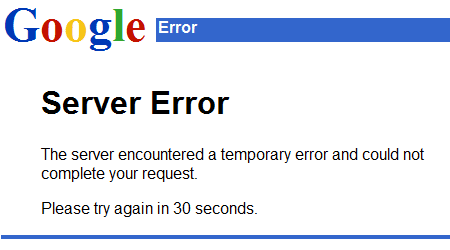 Google Error
Server Error
The server encountered a temporary error and could not
complete your request.
Please try again in 30 seconds.